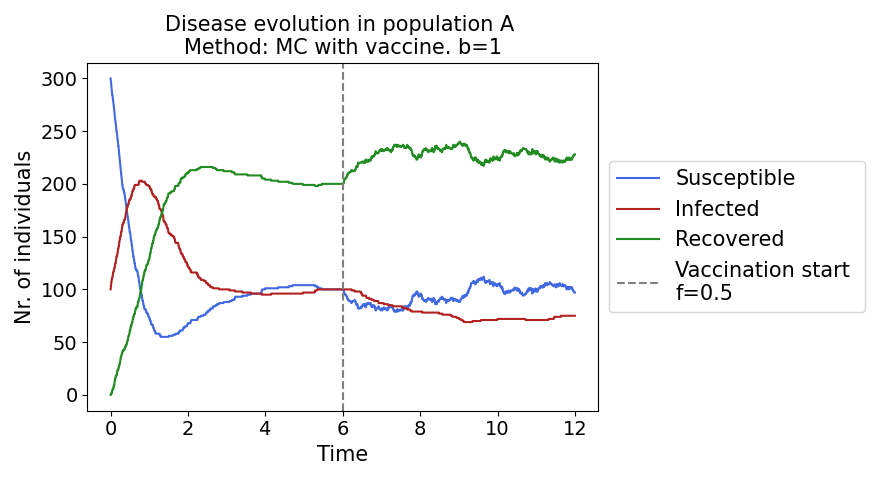 Disease evolution in population A
Method: MC with vaccine. b=1
300
250
200
150
100
50
0
Nr. of individuals
0 2 4 6 8 10 12
Time
Susceptible
Infected
Recovered
Vaccination start
f=0.5